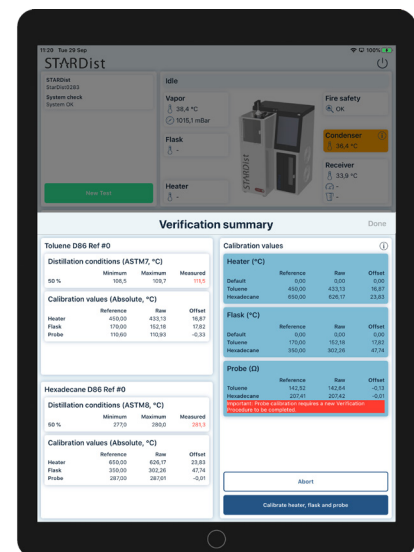 11:20 Tue 29 Sep
100%
STARDist
STARDist
StarDist0283
System check
System OK
New Test
Idle
Vapor
38,4 °C
1015,1 mBar
Flask
-
Heater
-
STARDIST
Fire safety
OK
Condenser
38,4 °C
Receiver
33,9 °C
-
-
Verification summary
Done
Toluene D86 Ref #0
Distillation conditions (ASTM7, °C)
Minimum Maximum Measured
50 % 108,5 109,7 111,5
Calibration values (Absolute, °C)
Reference Raw Offset
Heater 450,00 433,13 16,87
Flask 170,00 152,18 17,82
Probe 110,60 110,93 -0,33
Hexadecane D86 Ref #0
Distillation conditions (ASTM8, °C)
Minimum Maximum Measured
50 % 277,0 280,0 281,3
Calibration values (Absolute, °C)
Reference Raw Offset
Heater 650,00 626,17 23,83
Flask 350,00 302,26 47,74
Probe 287,00 287,01 -0,01
Calibration values
Heater (°C)
Reference Raw Offset
Default 0,00 0,00 0,00
Toluene 450,00 433,13 16,87
Hexadecane 650,00 626,17 23,83
Flask (°C)
Reference Raw Offset
Default 0,00 0,00 0,00
Toluene 170,00 152,18 17,82
Hexadecane 350,00 302,26 47,74
Probe (Ω)
Reference Raw Offset
Toluene 142,52 142,64 -0,13
Hexadecane 207,41 207,42 -0,01
Important: Probe calibration requires a new Verification
Procedure to be completed.
Abort
Calibrate heater, flask and probe